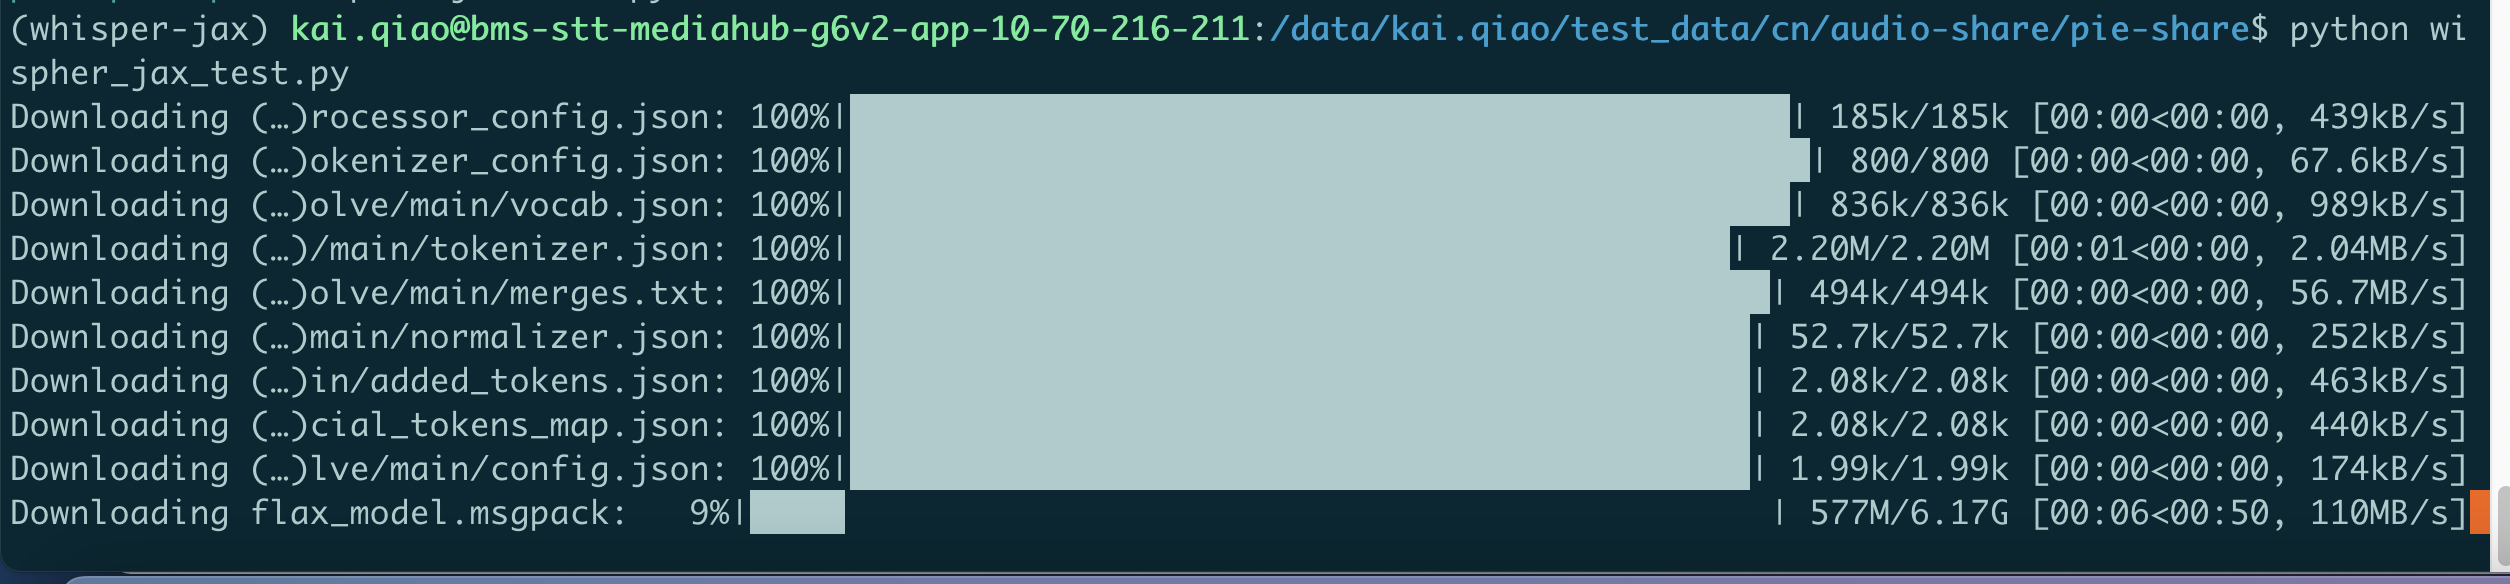 (whisper-jax) kai.qiao@bms-stt-mediahub-g6v2-app-10-70-216-211:/data/kai.qiao/test_data/cn/audio-share/pie-share$ python wi
spher_jax_test.py
Downloading (…)rocessor_config.json: 100%| | 185k/185k [00:00<00:00, 439kB/s]
Downloading (…)okenizer_config.json: 100%| | 800/800 [00:00<00:00, 67.6kB/s]
Downloading (…)olve/main/vocab.json: 100%| | 836k/836k [00:00<00:00, 989kB/s]
Downloading (…)/main/tokenizer.json: 100%| | 2.20M/2.20M [00:01<00:00, 2.04MB/s]
Downloading (…)olve/main/merges.txt: 100%| | 494k/494k [00:00<00:00, 56.7MB/s]
Downloading (…)main/normalizer.json: 100%| | 52.7k/52.7k [00:00<00:00, 252kB/s]
Downloading (…)in/added_tokens.json: 100%| | 2.08k/2.08k [00:00<00:00, 463kB/s]
Downloading (…)cial_tokens_map.json: 100%| | 2.08k/2.08k [00:00<00:00, 440kB/s]
Downloading (…)lve/main/config.json: 100%| | 1.99k/1.99k [00:00<00:00, 174kB/s]
Downloading flax_model.msgpack: 9%| | 577M/6.17G [00:06<00:50, 110MB/s]